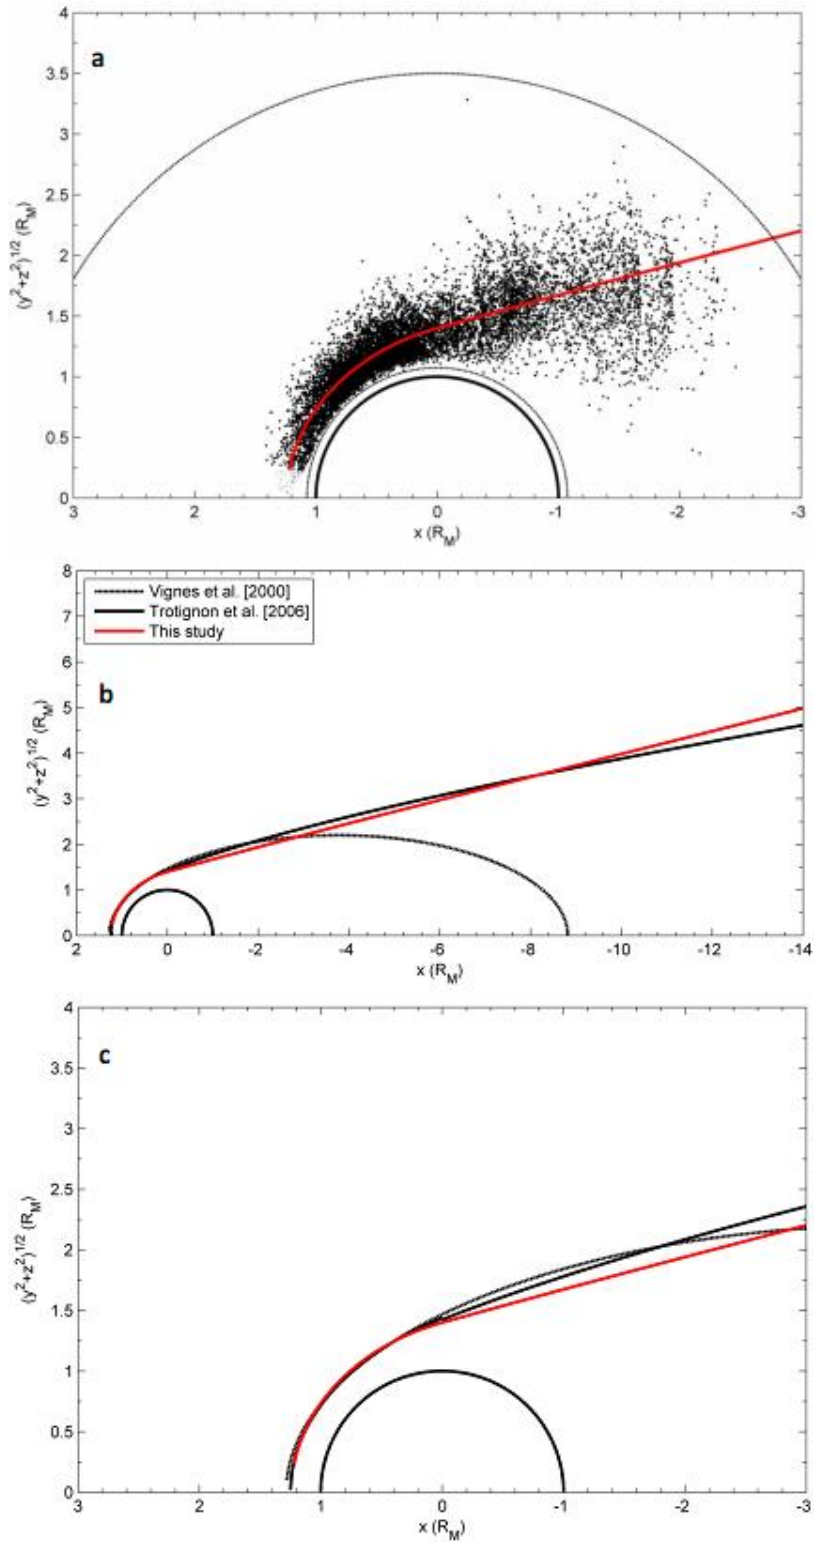 a
4
3.5
3
2.5
2
1.5
1
0.5
0
(y²+z²)^1/2 (R_M)
3 2 1 0 -1 -2 -3
x (R_M)
b
Vignes et al. [2000]
Trotignon et al. [2006]
This study
8
7
6
5
4
3
2
1
0
(y²+z²)^1/2 (R_M)
2 0 -2 -4 -6 -8 -10 -12 -14
x (R_M)
c
4
3.5
3
2.5
2
1.5
1
0.5
0
(y²+z²)^1/2 (R_M)
3 2 1 0 -1 -2 -3
x (R_M)